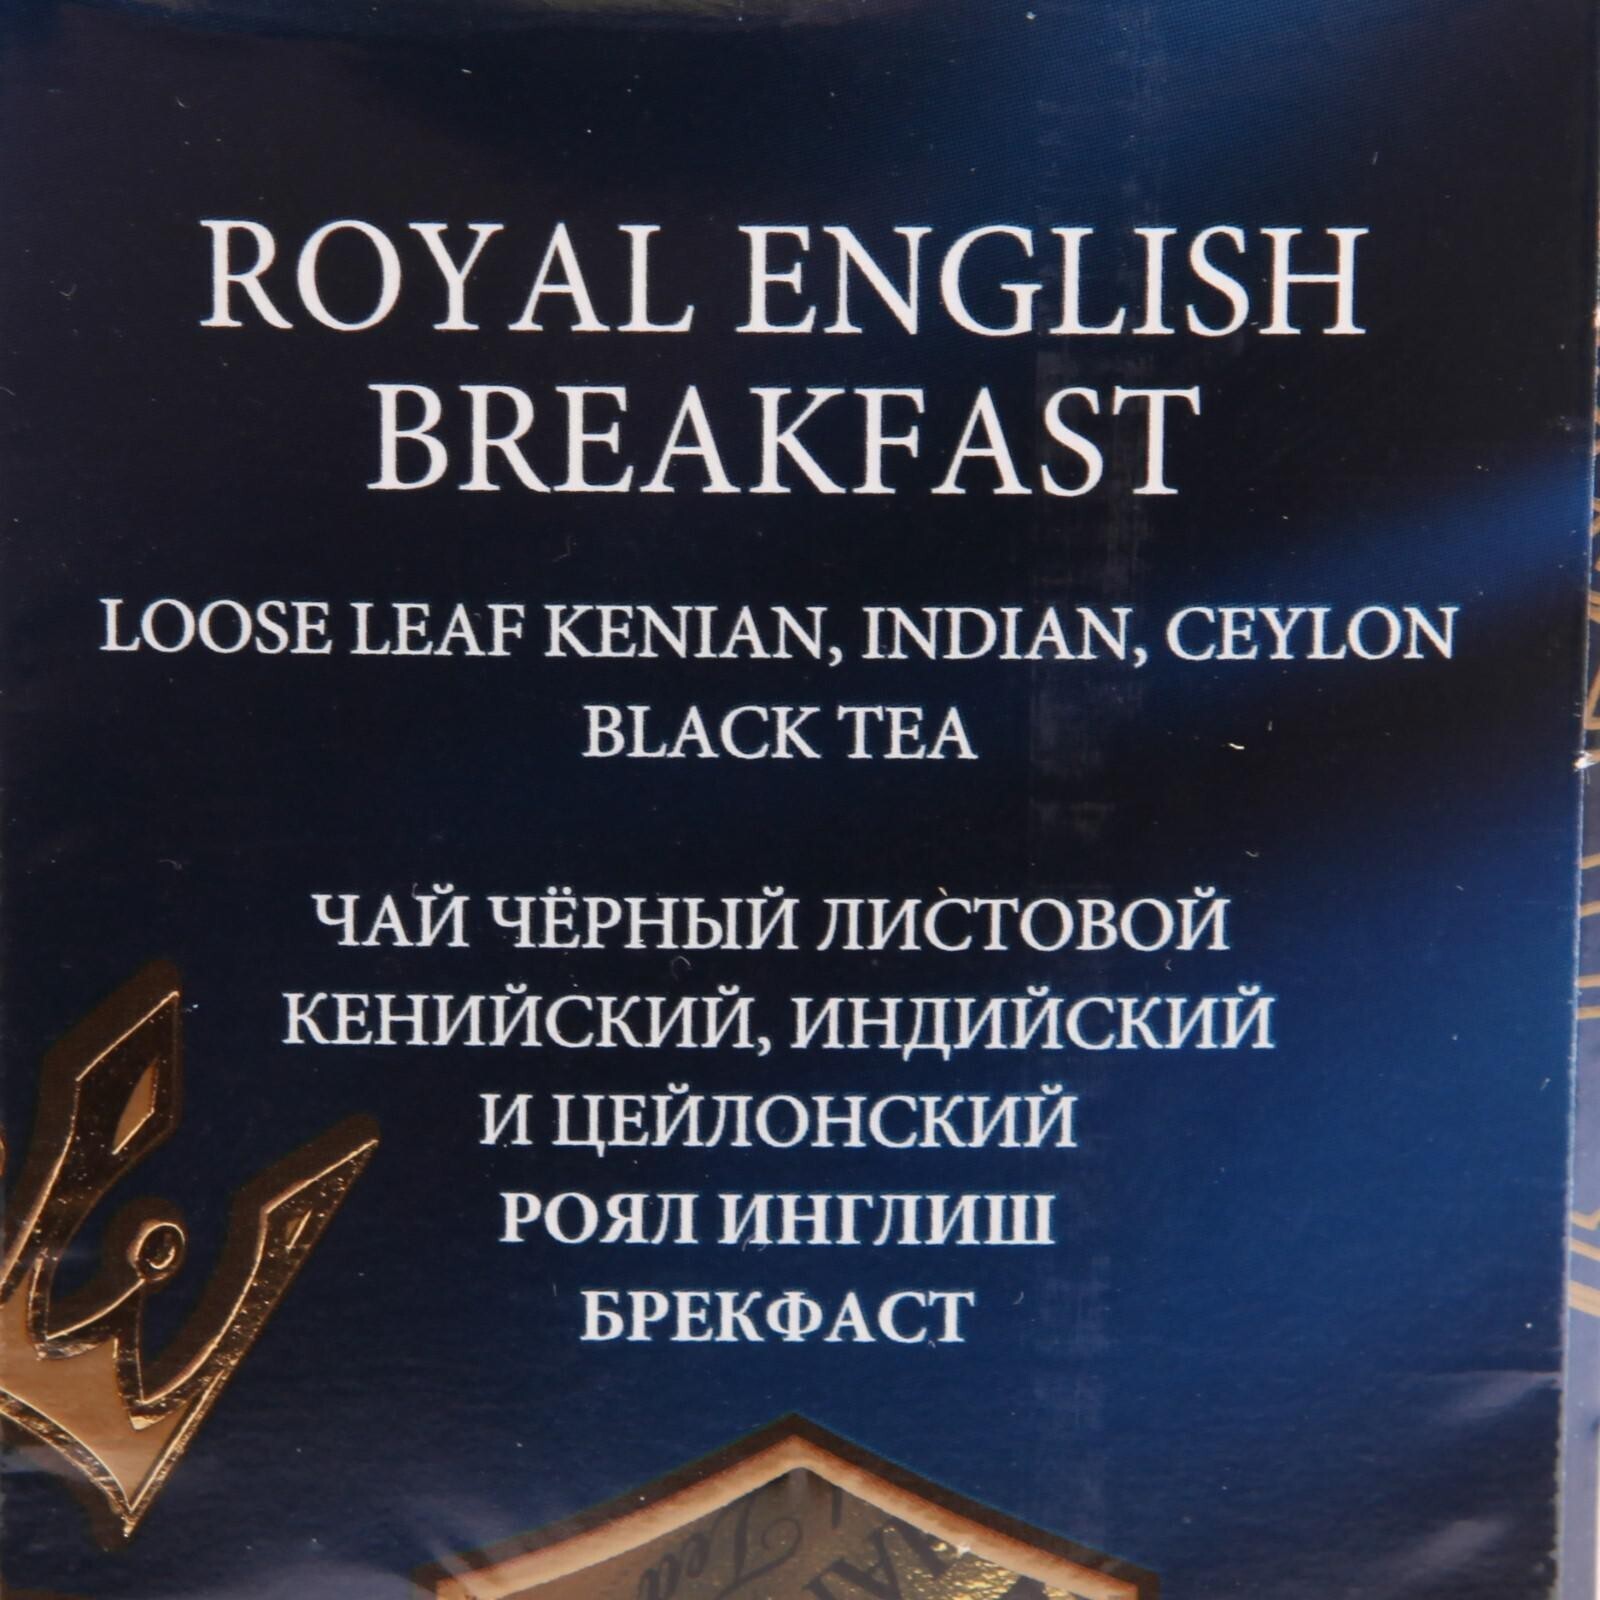 ROYAL ENGLISH
BREAKFAST
LOOSE LEAF KENIAN, INDIAN, CEYLON
BLACK TEA
ЧАЙ ЧЁРНЫЙ ЛИСТОВОЙ
КЕНИЙСКИЙ, ИНДИЙСКИЙ
И ЦЕЙЛОНСКИЙ
РОЯЛ ИНГЛИШ
БРЕКФАСТ
Tea